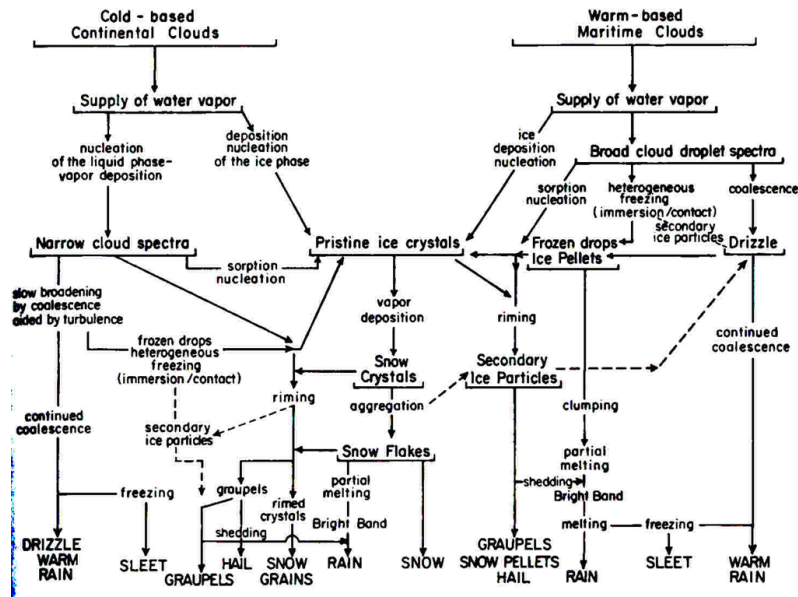 Cold-based
Continental Clouds
Warm-based
Maritime Clouds
Supply of water vapor
Supply of water vapor
nucleation
of the liquid phase-
vapor deposition
deposition
nucleation
of the ice phase
ice
deposition
nucleation
Broad cloud droplet spectra
sorption
nucleation
heterogeneous
freezing
(immersion/contact)
secondary
ice particles
coalescence
Narrow cloud spectra
Pristine ice crystals
Frozen drops
Ice Pellets
Drizzle
sorption
nucleation
slow broadening
by coalescence
aided by turbulence
vapor
deposition
riming
continued
coalescence
frozen drops
heterogeneous
freezing
(immersion/contact)
Snow
Crystals
Secondary
Ice Particles
riming
aggregation
clumping
continued
coalescence
secondary
ice particles
Snow Flakes
partial
melting
freezing
graupels
rimed
crystals
partial
melting
shedding
Bright Band
shedding
Bright Band
melting
freezing
DRIZZLE
WARM
RAIN
SLEET
GRAUPELS
HAIL
SNOW
GRAINS
RAIN
SNOW
GRAUPELS
SNOW PELLETS
HAIL
RAIN
SLEET
WARM
RAIN